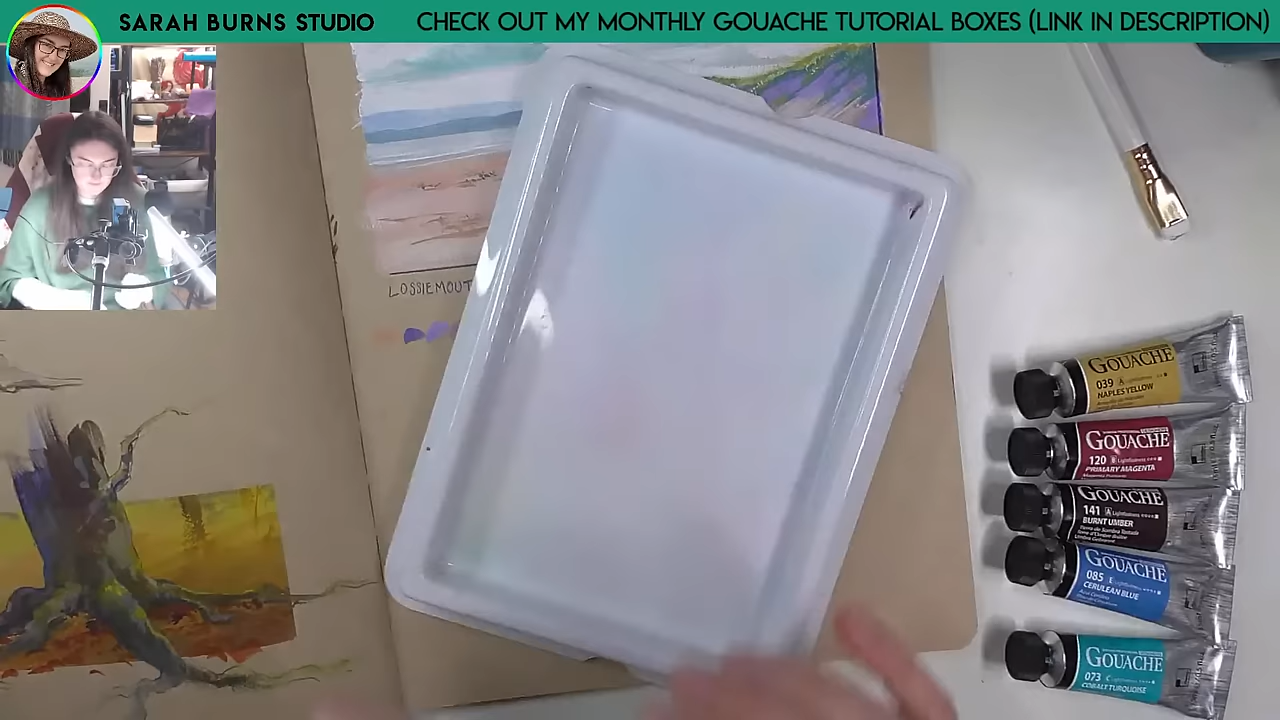 SARAH BURNS STUDIO
CHECK OUT MY MONTHLY GOUACHE TUTORIAL BOXES (LINK IN DESCRIPTION)
LOSSIEMOUT
GOUACHE
039 A
NAPLES YELLOW
GOUACHE
120 B
PRIMARY MAGENTA
GOUACHE
141 A
BURNT UMBER
GOUACHE
085 E
CERULEAN BLUE
GOUACHE
073 C
COBALT TURQUOISE